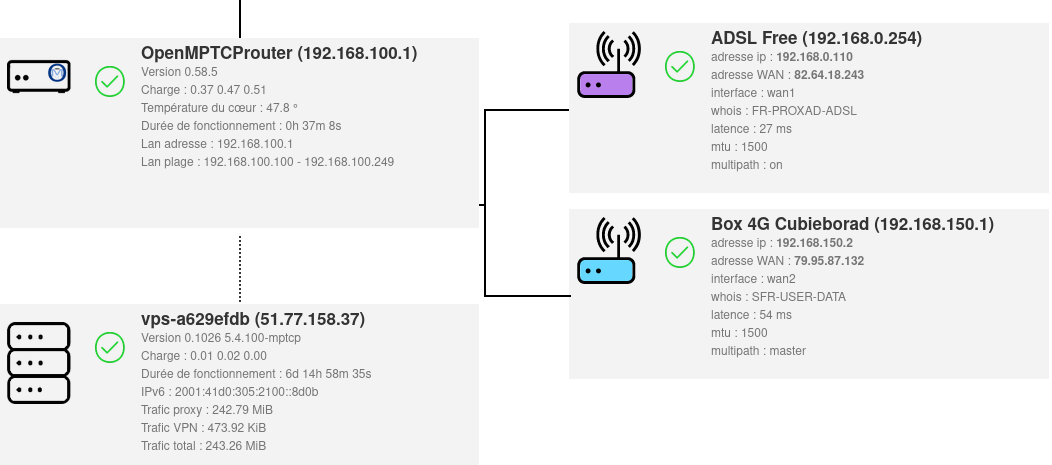 OpenMPTCProuter (192.168.100.1)
Version 0.58.5
Charge : 0.37 0.47 0.51
Température du cœur : 47.8 °
Durée de fonctionnement : 0h 37m 8s
Lan adresse : 192.168.100.1
Lan plage : 192.168.100.100 - 192.168.100.249
vps-a629efdb (51.77.158.37)
Version 0.1026 5.4.100-mptcp
Charge : 0.01 0.02 0.00
Durée de fonctionnement : 6d 14h 58m 35s
IPv6 : 2001:41d0:305:2100::8d0b
Trafic proxy : 242.79 MiB
Trafic VPN : 473.92 KiB
Trafic total : 243.26 MiB
ADSL Free (192.168.0.254)
adresse ip : 192.168.0.110
adresse WAN : 82.64.18.243
interface : wan1
whois : FR-PROXAD-ADSL
latence : 27 ms
mtu : 1500
multipath : on
Box 4G Cubieborad (192.168.150.1)
adresse ip : 192.168.150.2
adresse WAN : 79.95.87.132
interface : wan2
whois : SFR-USER-DATA
latence : 54 ms
mtu : 1500
multipath : master